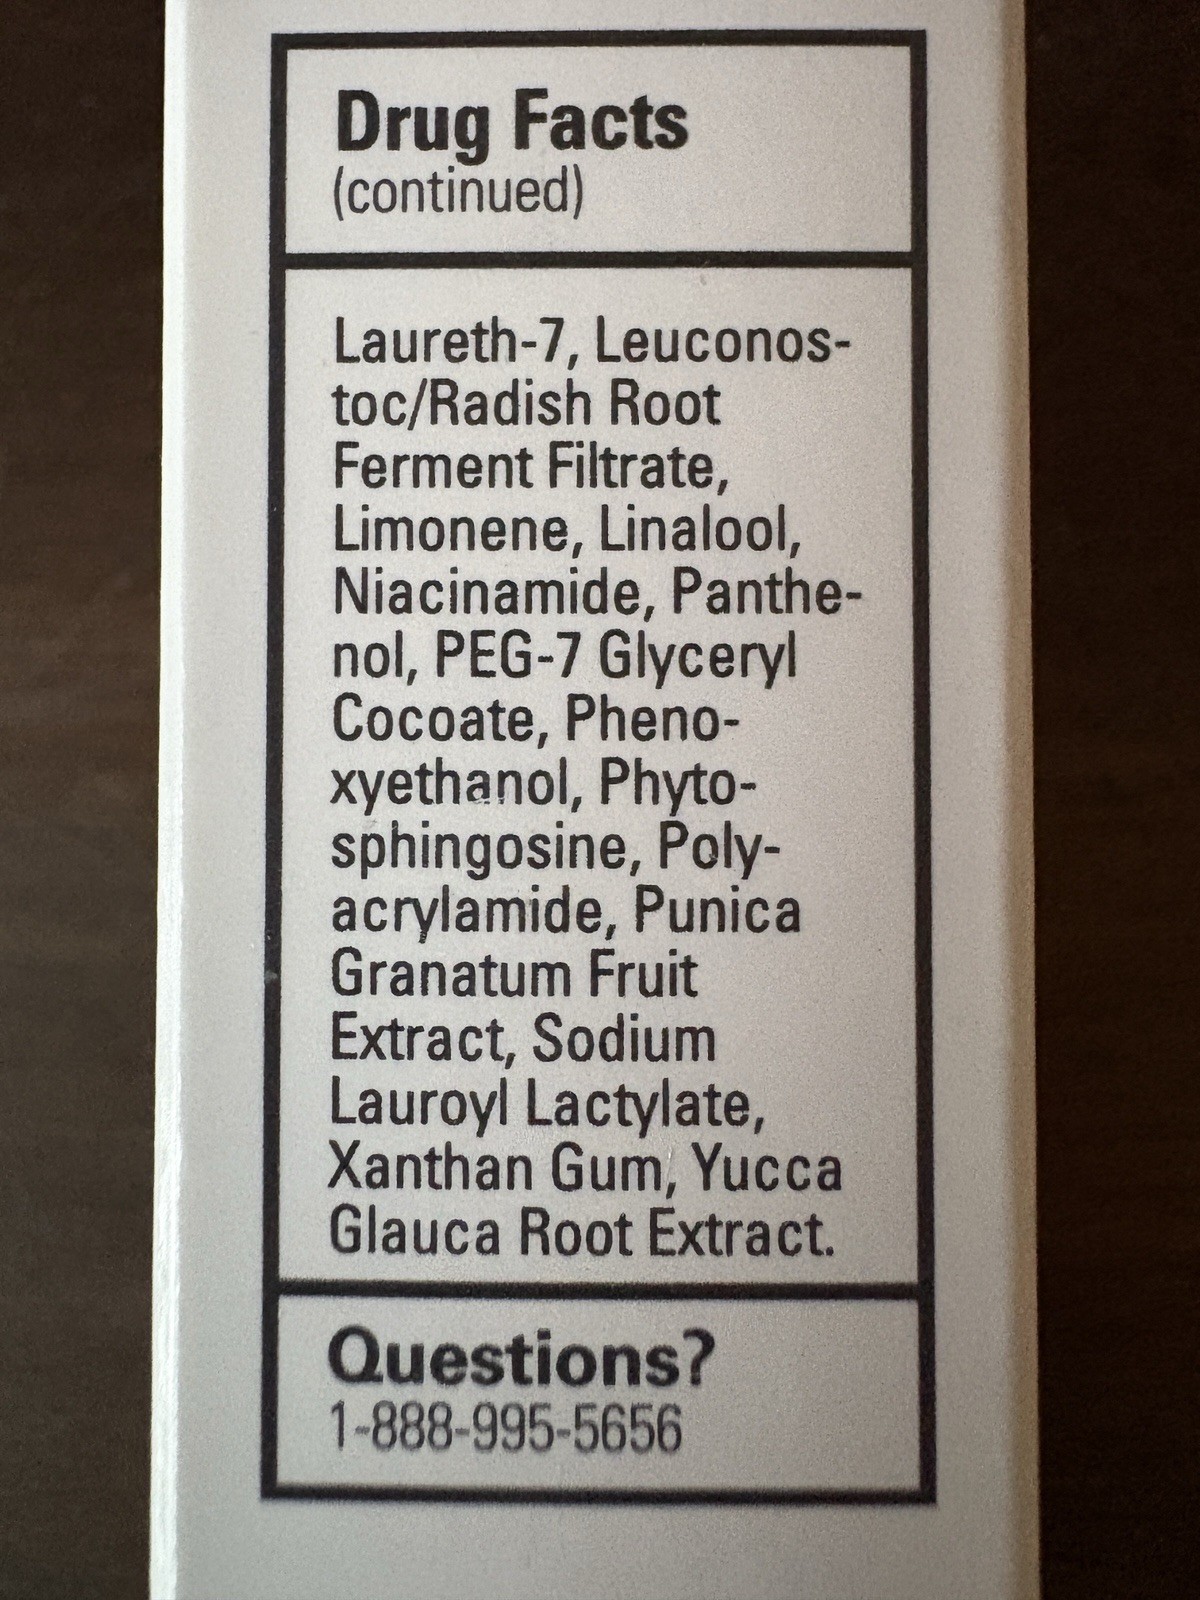 Drug Facts
(continued)
Laureth-7, Leuconos-
toc/Radish Root
Ferment Filtrate,
Limonene, Linalool,
Niacinamide, Panthe-
nol, PEG-7 Glyceryl
Cocoate, Pheno-
xyethanol, Phyto-
sphingosine, Poly-
acrylamide, Punica
Granatum Fruit
Extract, Sodium
Lauroyl Lactylate,
Xanthan Gum, Yucca
Glauca Root Extract.
Questions?
1-888-995-5656